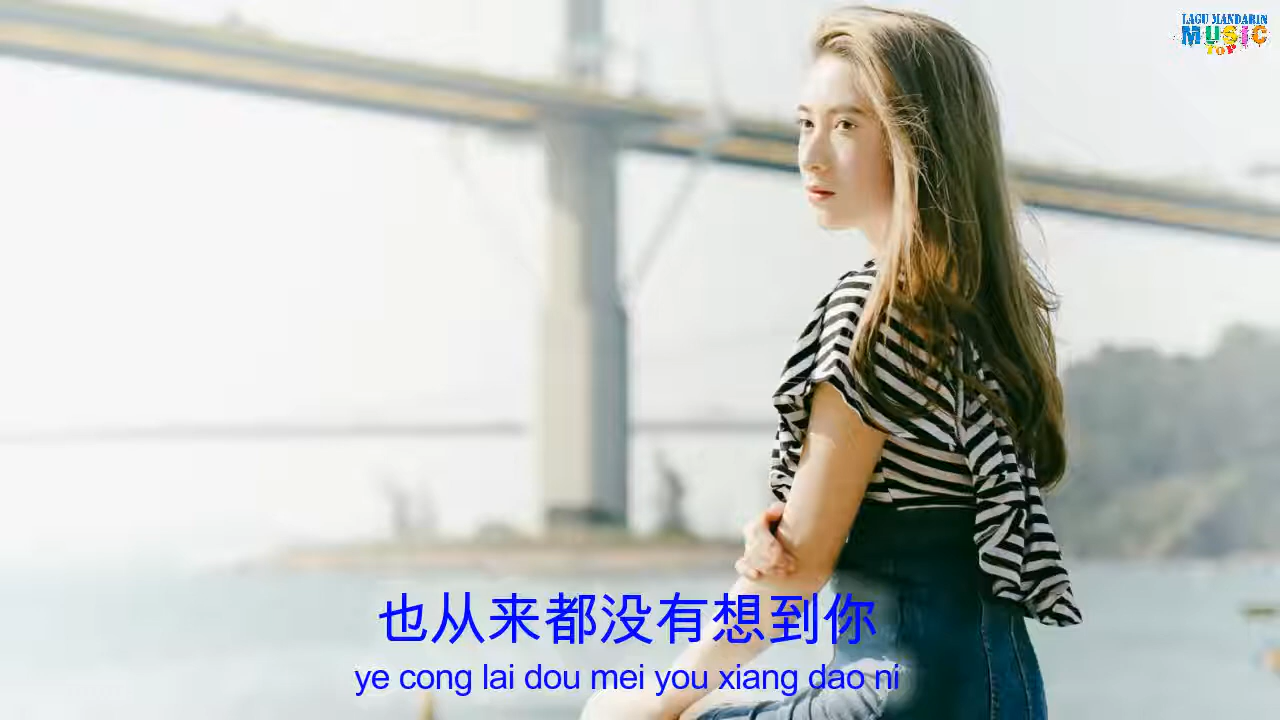 LAGU MANDARIN
MUSIC
TOP
也从来都没有想到你
ye cong lai dou mei you xiang dao ni